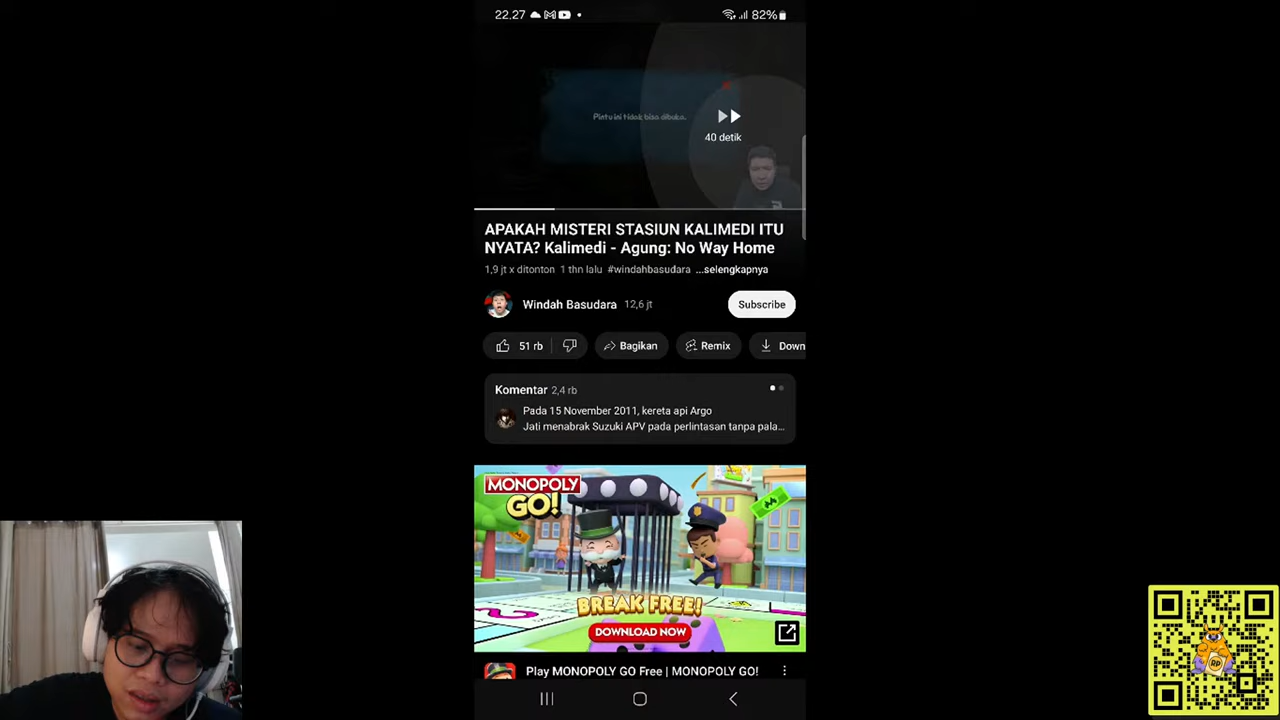 22.27
82%
Pintu ini tidak bisa dibuka.
40 detik
APAKAH MISTERI STASIUN KALIMEDI ITU
NYATA? Kalimedi - Agung: No Way Home
1,9 jt x ditonton 1 thn lalu #windahbasudara ...selengkapnya
Windah Basudara 12,6 jt
Subscribe
51 rb
Bagikan
Remix
Down
Komentar 2,4 rb
Pada 15 November 2011, kereta api Argo
Jati menabrak Suzuki APV pada perlintasan tanpa pala...
MONOPOLY
GO!
BREAK FREE!
DOWNLOAD NOW
Play MONOPOLY GO Free | MONOPOLY GO!
RP